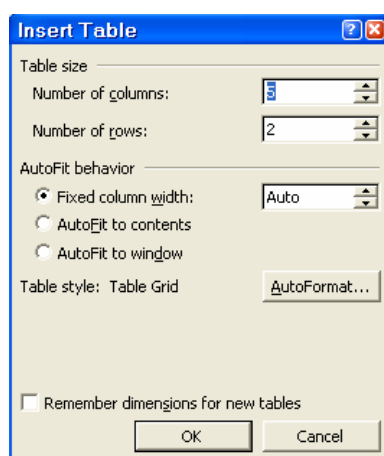 Insert Table
Table size
Number of columns: 5
Number of rows: 2
AutoFit behavior
Fixed column width: Auto
AutoFit to contents
AutoFit to window
Table style: Table Grid AutoFormat...
Remember dimensions for new tables
OK Cancel